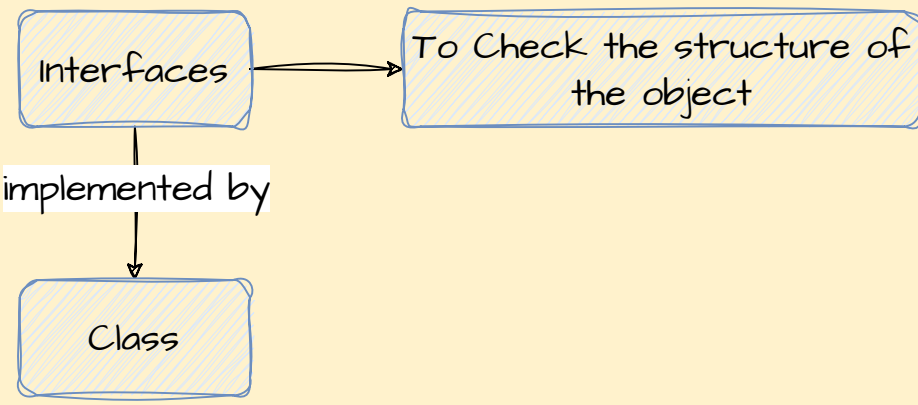 Interfaces
To Check the structure of
the object
implemented by
Class